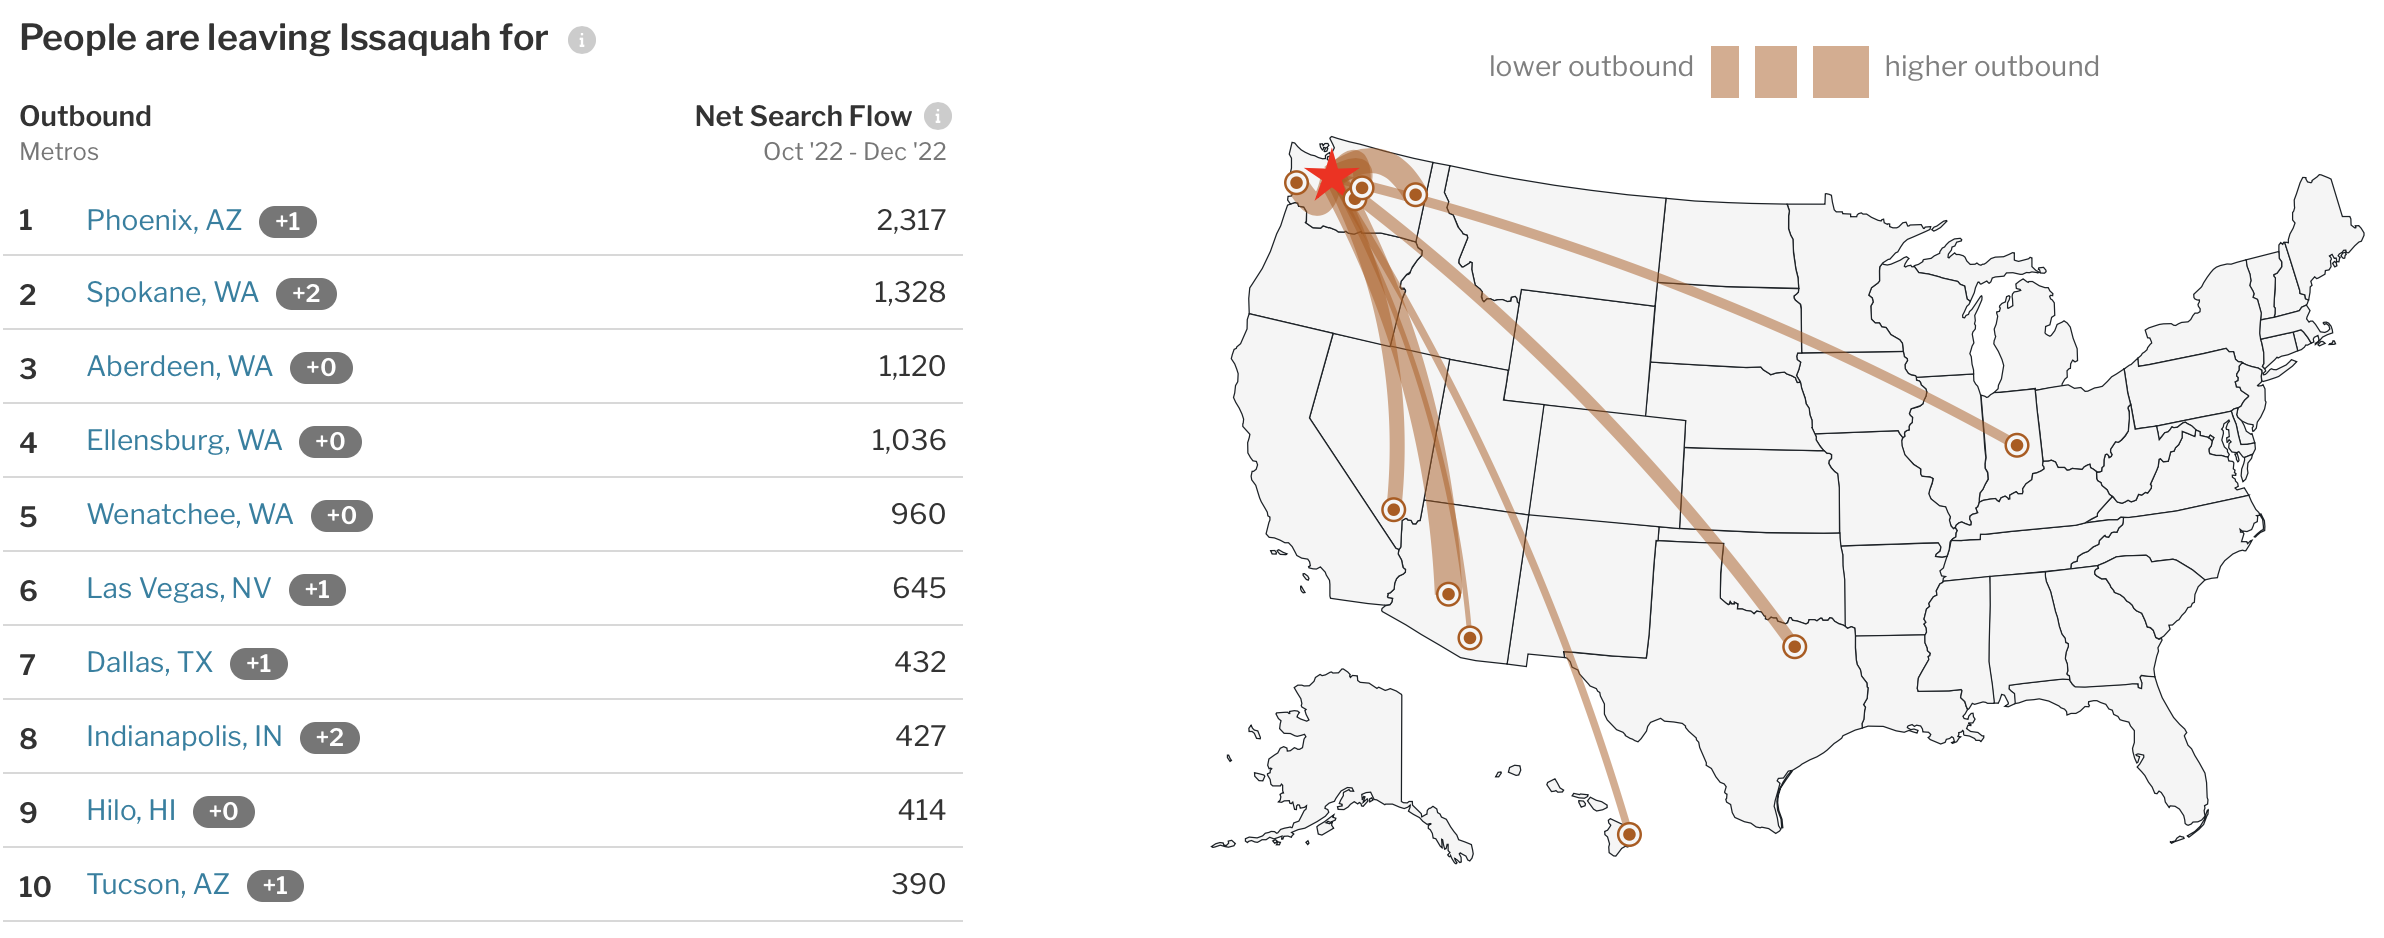 People are leaving Issaquah for
lower outbound higher outbound
Outbound Net Search Flow
Metros Oct '22 - Dec '22
1 Phoenix, AZ +1 2,317
2 Spokane, WA +2 1,328
3 Aberdeen, WA +0 1,120
4 Ellensburg, WA +0 1,036
5 Wenatchee, WA +0 960
6 Las Vegas, NV +1 645
7 Dallas, TX +1 432
8 Indianapolis, IN +2 427
9 Hilo, HI +0 414
10 Tucson, AZ +1 390